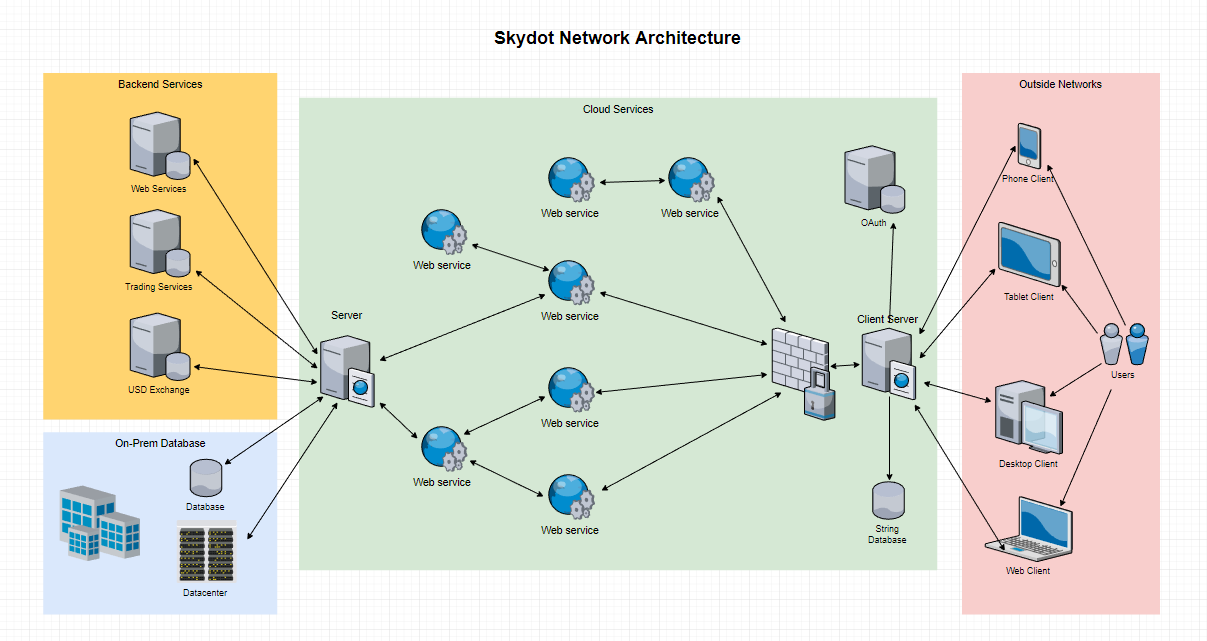 Skydot Network Architecture
Backend Services
Web Services
Trading Services
USD Exchange
On-Prem Database
Database
Datacenter
Cloud Services
Server
Web service
Web service
Web service
Web service
Web service
Web service
Web service
OAuth
Client Server
String
Database
Outside Networks
Phone Client
Tablet Client
Users
Desktop Client
Web Client